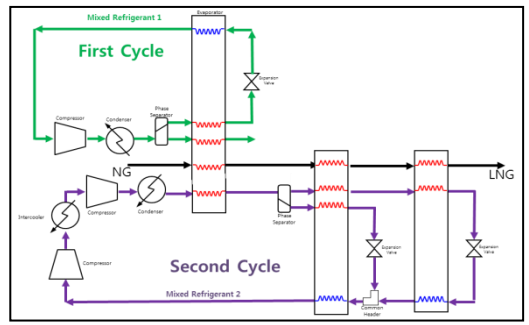 Evaporator
Mixed Refrigerant 1
First Cycle
Expansion
Valve
Phase
Separator
Compressor
Condenser
NG
LNG
Compressor
Condenser
Intercooler
Phase
Separator
Compressor
Second Cycle
Expansion
Valve
Expansion
Valve
Mixed Refrigerant 2
Common
Header